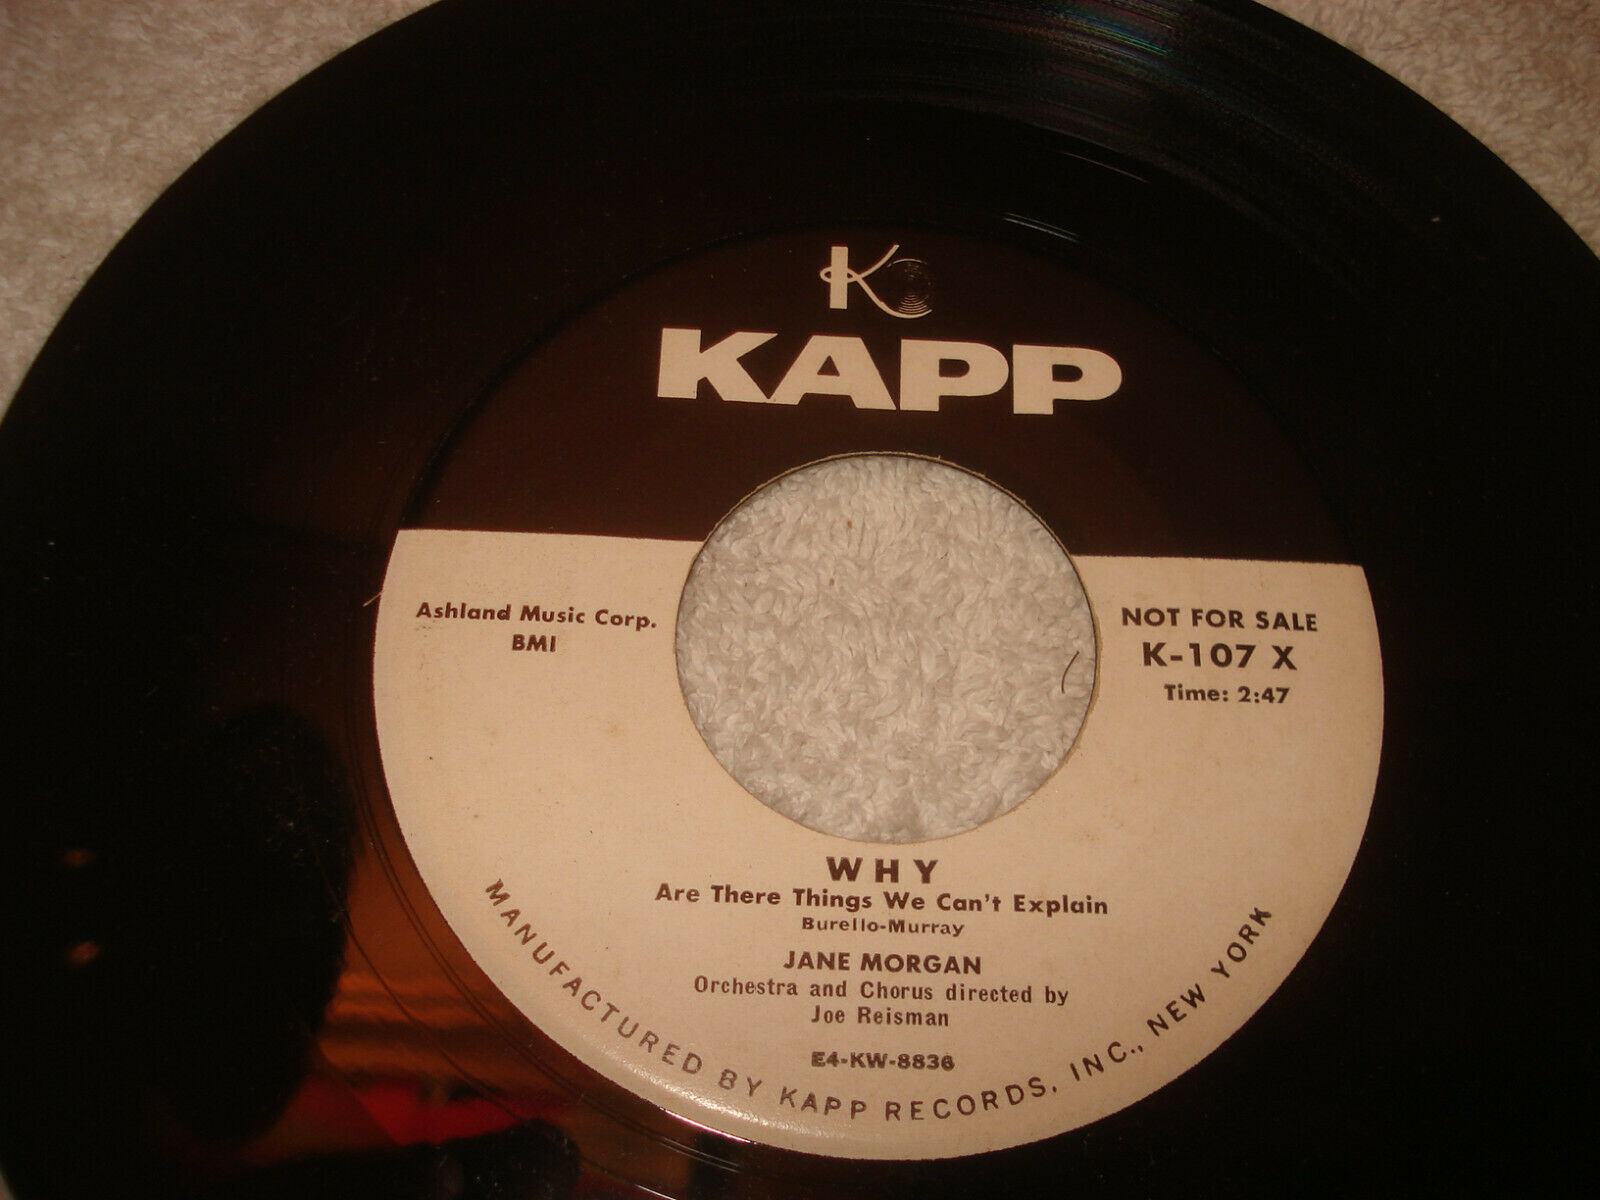 K
KAPP
Ashland Music Corp.
BMI
NOT FOR SALE
K-107 X
Time: 2:47
WHY
Are There Things We Can't Explain
Burello-Murray
JANE MORGAN
Orchestra and Chorus directed by
Joe Reisman
E4-KW-8836
MANUFACTURED BY KAPP RECORDS, INC., NEW YORK